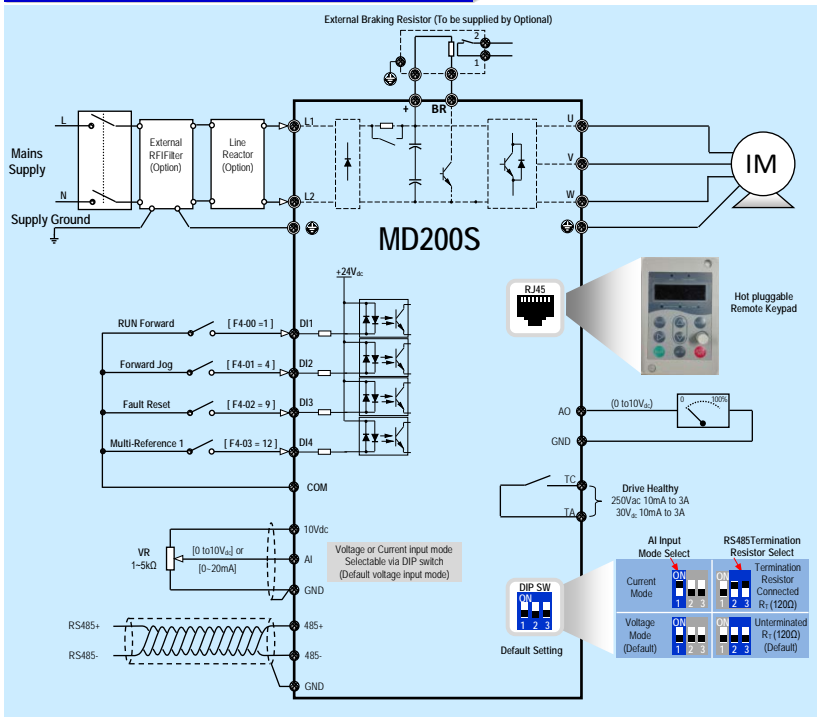 External Braking Resistor (To be supplied by Optional)
2
1
+
BR
L
L1
U
External
RFIFilter
(Option)
Line
Reactor
(Option)
Mains
Supply
V
IM
N
L2
W
Supply Ground
MD200S
+24Vdc
RJ45
Hot pluggable
Remote Keypad
RUN Forward
[ F4-00 =1 ]
DI1
Forward Jog
[ F4-01 = 4 ]
DI2
Fault Reset
[ F4-02 = 9 ]
DI3
Multi-Reference 1
[ F4-03 = 12 ]
DI4
COM
AO
(0 to10Vdc)
0
100%
GND
TC
TA
Drive Healthy
250Vac 10mA to 3A
30Vdc 10mA to 3A
10Vdc
VR
1~5kΩ
[0 to10Vdc] or
[0~20mA]
AI
GND
Voltage or Current input mode
Selectable via DIP switch
(Default voltage input mode)
RS485+
485+
RS485-
485-
GND
DIP SW
ON
1 2 3
Default Setting
AI Input
Mode Select
RS485Termination
Resistor Select
Current
Mode
ON
1 2 3
ON
1 2 3
Termination
Resistor
Connected
RT (120Ω)
Voltage
Mode
(Default)
ON
1 2 3
ON
1 2 3
Unterminated
RT (120Ω)
(Default)